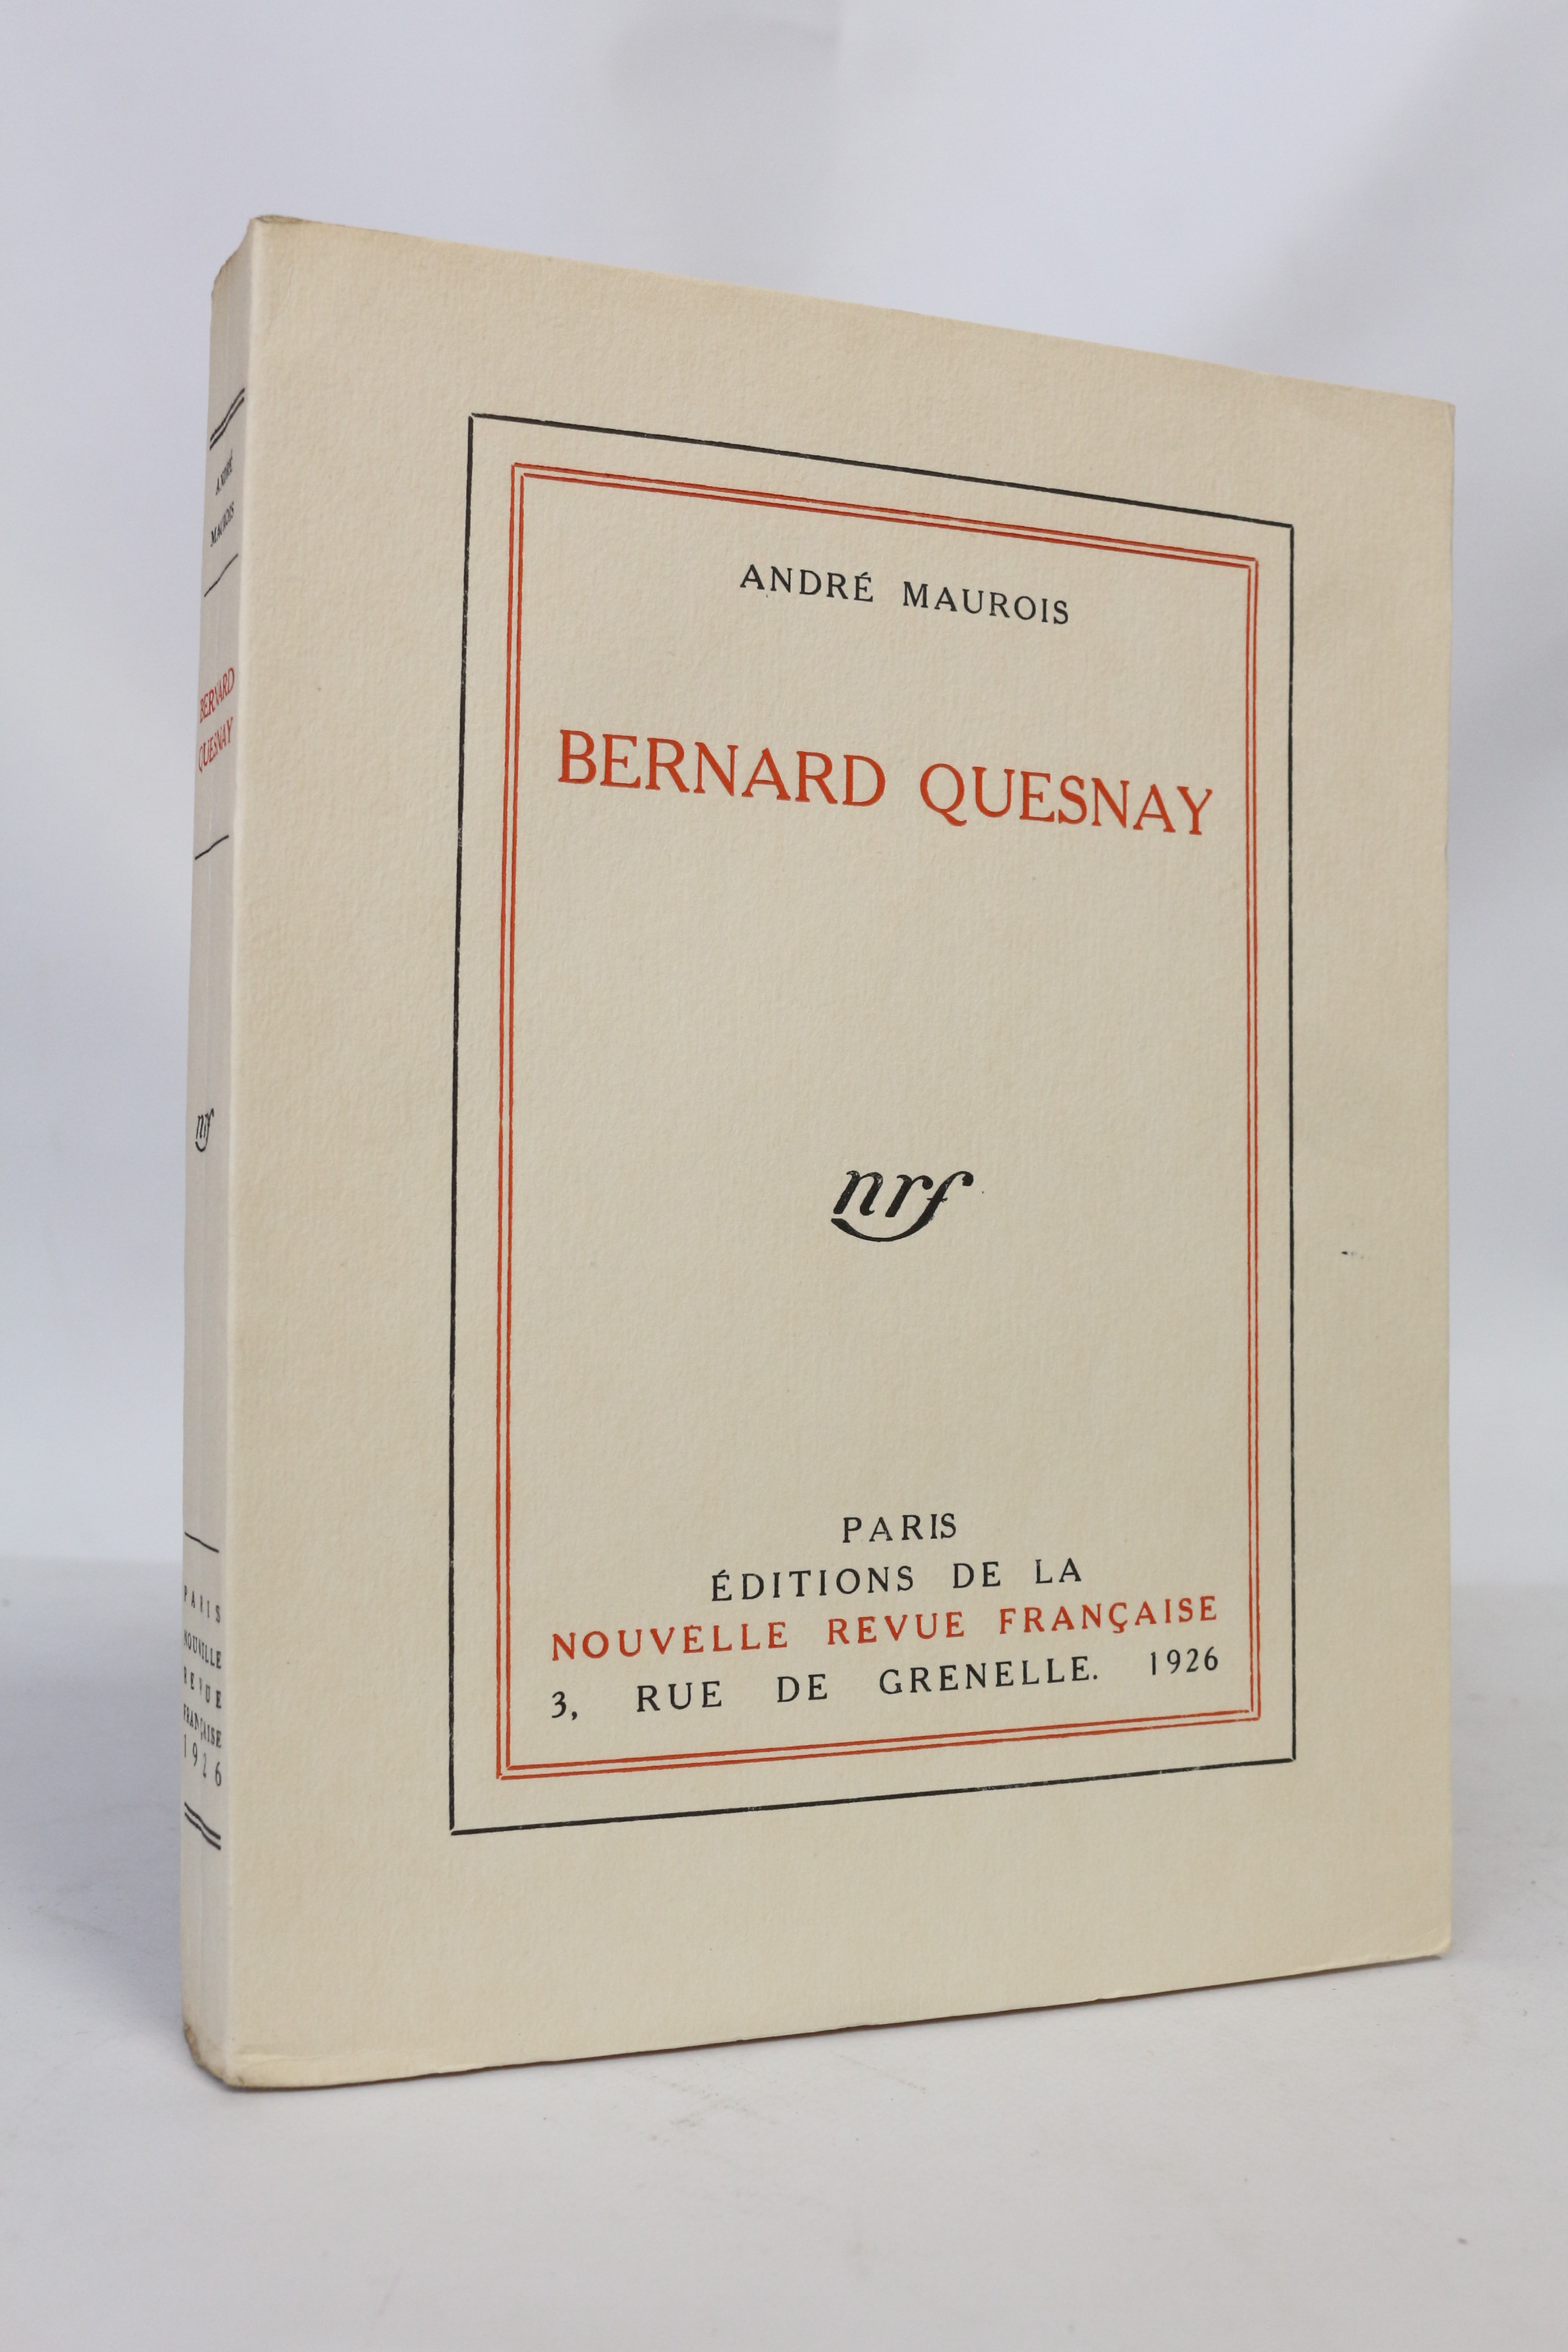 ANDRÉ MAUROIS
BERNARD QUESNAY
nrf
PARIS
ÉDITIONS DE LA
NOUVELLE REVUE FRANÇAISE
3, RUE DE GRENELLE. 1926
ANDRÉ
MAUROIS
BERNARD
QUESNAY
nrf
PARIS
NOUVELLE
REVUE
FRANÇAISE
1926